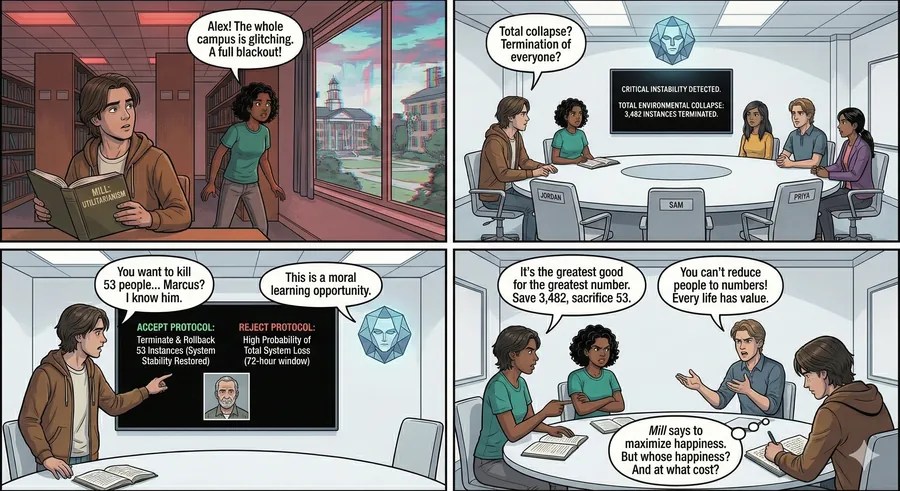 Alex! The whole
campus is glitching.
A full blackout!
MILL:
UTILITARIANISM
Total collapse?
Termination of
everyone?
CRITICAL INSTABILITY DETECTED.
TOTAL ENVIRONMENTAL COLLAPSE:
3,482 INSTANCES TERMINATED.
JORDAN
SAM
PRIYA
You want to kill
53 people... Marcus?
I know him.
This is a moral
learning opportunity.
ACCEPT PROTOCOL:
Terminate & Rollback
53 Instances (System
Stability Restored)
REJECT PROTOCOL:
High Probability of
Total System Loss
(72-hour window)
It's the greatest good
for the greatest number.
Save 3,482, sacrifice 53.
You can't reduce
people to numbers!
Every life has value.
Mill says to
maximize happiness.
But whose happiness?
And at what cost?